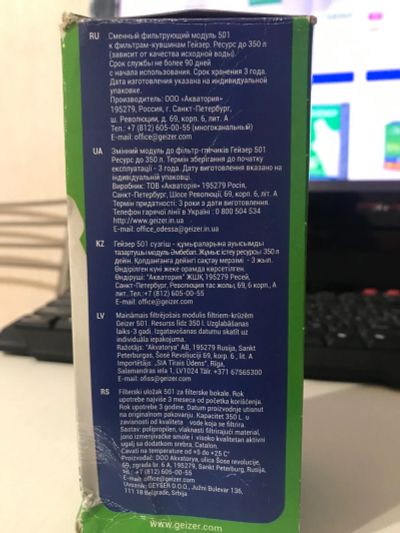 RU Сменный фильтрующий модуль 501
к фильтрам-кувшинам Гейзер. Ресурс до 350 л
(зависит от качества исходной воды).
Срок службы не более 90 дней
с начала использования. Срок хранения 3 года.
Дата изготовления указана на индивидуальной
упаковке.
Производитель: ООО «Акватория»
195279, Россия, г. Санкт-Петербург,
ш. Революции, д. 69, корп. 6, лит. А
Тел.: +7 (812) 605-00-55 (многоканальный)
E-mail: office@geizer.com
UA Змінний модуль до фільтр-глечиків Гейзер 501
Ресурс до 350 л. Термін зберігання до початку
експлуатації - 3 года. Дату виготовлення вказано на
індивідуальній упаковці.
Виробник: ТОВ «Акваторія» 195279 Росія,
Санкт-Петербург, Шосе Революції, 69, корп. 6, літ. А
Термін придатності: 3 роки з дати виготовлення
Телефон гарячої лінії в Україні : 0 800 504 534
http://www.geizer.in.ua
E-mail: office_odessa@geizer.in.ua
KZ Гейзер 501 сүзгіш - құмыраларына ауысымды
тазартушы модуль Әмбебап. Жұмыс істеу ресурсы 350 л
дейін. Қолданғанға дейінгі сақтау мерзімі - 3 жыл.
Өндірілген күні жеке орамда көрсетілген.
Өндіруші: "Акватория" ЖШҚ, 195279 Ресей,
Санкт-Петербург, Революция тас жолы, 69, 6 корп., А
лит. Тел.:+7 (812) 605-00-55
E-mail: office@geizer.com
LV Maināmais filtrējošais modulis filtriem-krūzēm
Geizer 501. Resurss līdz 350 l. Uzglabāšanas
laiks-3 gadi. Izgatavošanas datumu skatīt uz
individuāla iepakojuma.
Ražotājs: "Akvatorya" AB, 195279 Rusija, Sankt
Peterburgas, Šose Revoluciji 69, korp. 6 , lit. A
Importētājs: „SIA Tirais Ūdens", Rīga,
Salamandras iela 1, LV1024 Tālr. +371 67565300
E-mail: ofiss@geizer.com
RS Filterski uložak 501 za filterske bokale. Rok
upotrebe najviše 3 meseca od početka korišćenja.
Rok upotrebe 3 godine. Datum proizvodnje utisnut
na originalnom pakovanju. Kapacitet 350 L. u
zavisnosti od kvaliteta vode koja se filtrira.
Sastav: polipropilen, vlaknasti filtrirajući material,
jono izmenjivačke smole i visoko kvalitetan aktivni
ugalj sa dodatkom srebra, Catalon.
Čavati na temperaturi od +5 do +25 C°
Proizvođač: DOO Akvatorya, ulica Šose revolucije,
69, zgrada br. 6 A, 195279, Sankt Peterburg, Rusija,
tel. +7 (812) 605-00-55
E-mail: office@geizer.com
Uvoznik: GEYSER D.O.O., Južni Bulevar 136,
111 18 Belgrade, Srbija
www.geizer.com